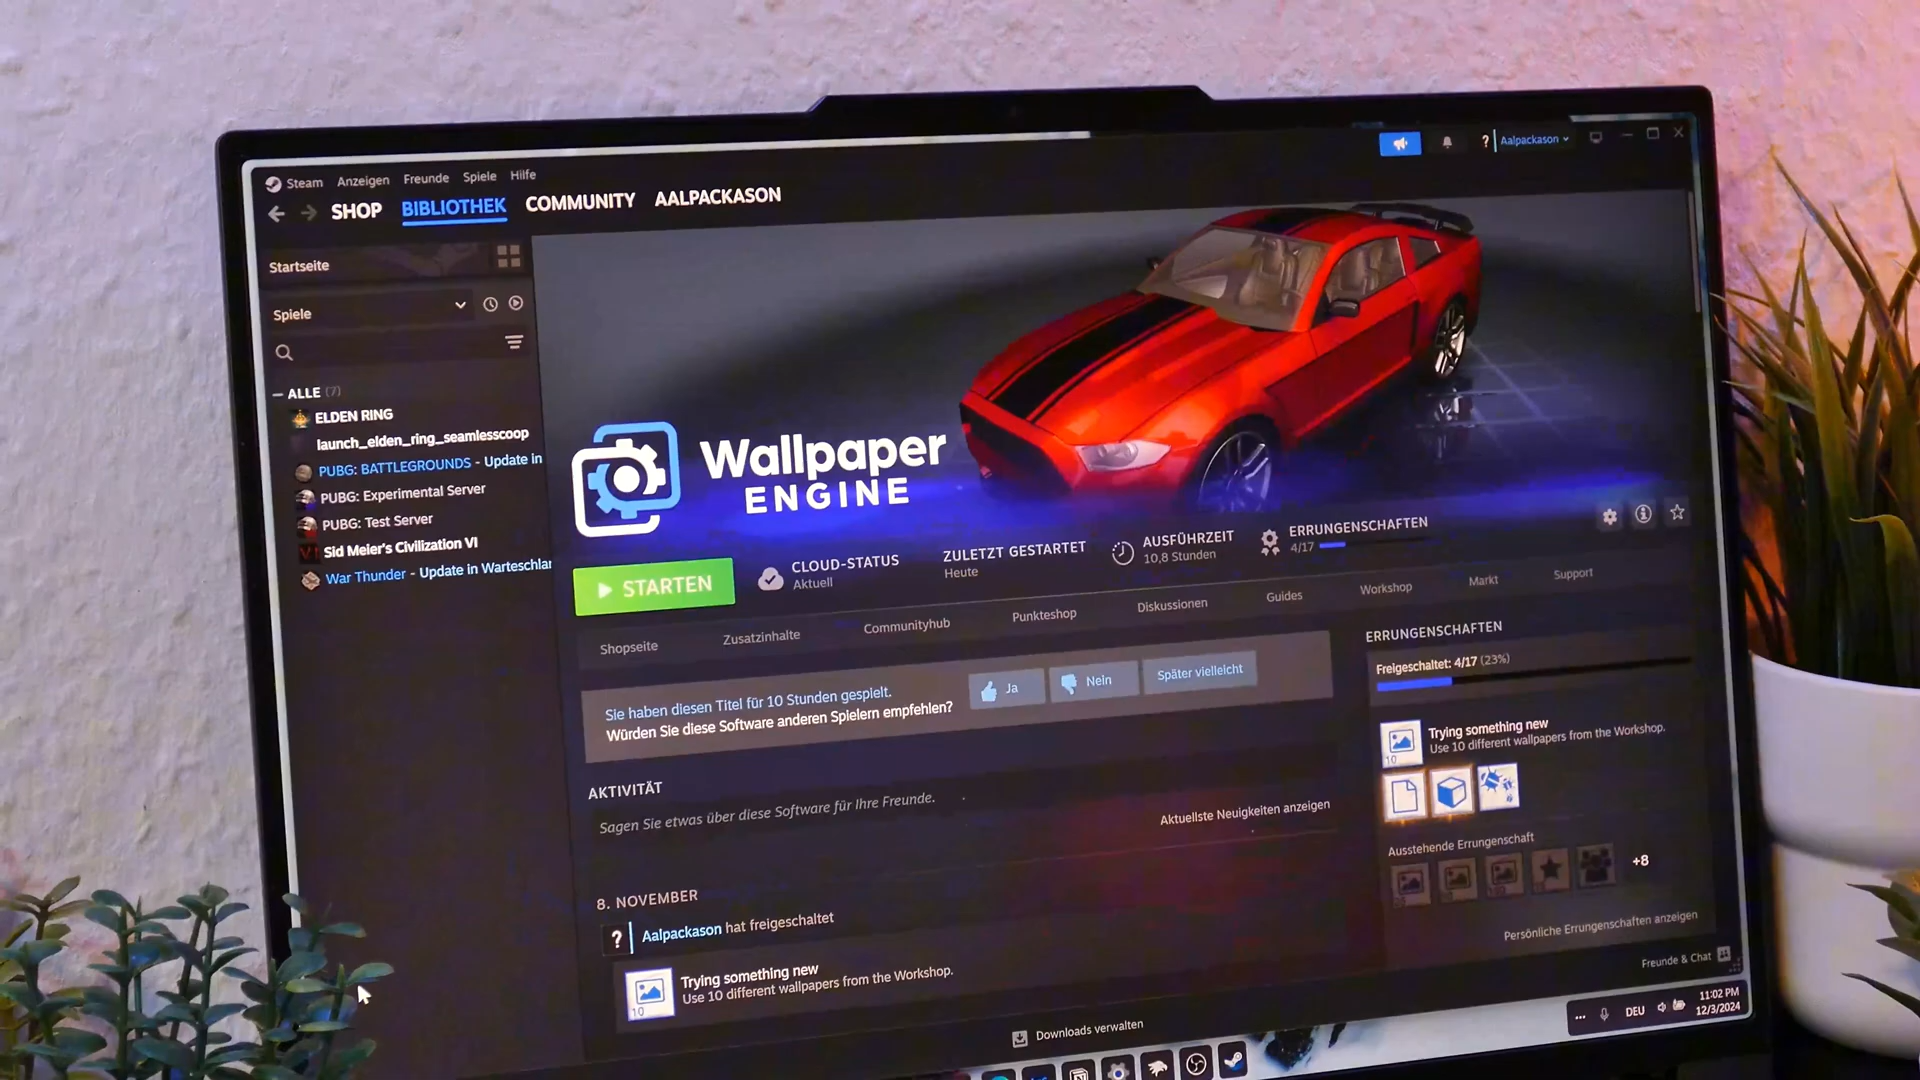 Steam Anzeigen Freunde Spiele Hilfe
? Aalpackason
SHOP BIBLIOTHEK COMMUNITY AALPACKASON
Startseite
Spiele
ALLE (7)
ELDEN RING
launch_elden_ring_seamlesscoop
PUBG: BATTLEGROUNDS - Update in
PUBG: Experimental Server
PUBG: Test Server
VI Sid Meier's Civilization VI
War Thunder - Update in Warteschlan
Wallpaper
ENGINE
STARTEN
CLOUD-STATUS
Aktuell
ZULETZT GESTARTET
Heute
AUSFÜHRZEIT
10,8 Stunden
ERRUNGENSCHAFTEN
4/17
Shopseite Zusatzinhalte Communityhub Punkteshop Diskussionen Guides Workshop Markt Support
Sie haben diesen Titel für 10 Stunden gespielt.
Würden Sie diese Software anderen Spielern empfehlen?
Ja Nein Später vielleicht
AKTIVITÄT
Sagen Sie etwas über diese Software für Ihre Freunde.
Aktuellste Neuigkeiten anzeigen
8. NOVEMBER
? Aalpackason hat freigeschaltet
10
Trying something new
Use 10 different wallpapers from the Workshop.
ERRUNGENSCHAFTEN
Freigeschaltet: 4/17 (23%)
10
Trying something new
Use 10 different wallpapers from the Workshop.
Ausstehende Errungenschaft
+8
Persönliche Errungenschaften anzeigen
Freunde & Chat
Downloads verwalten
DEU
11:02 PM
12/3/2024